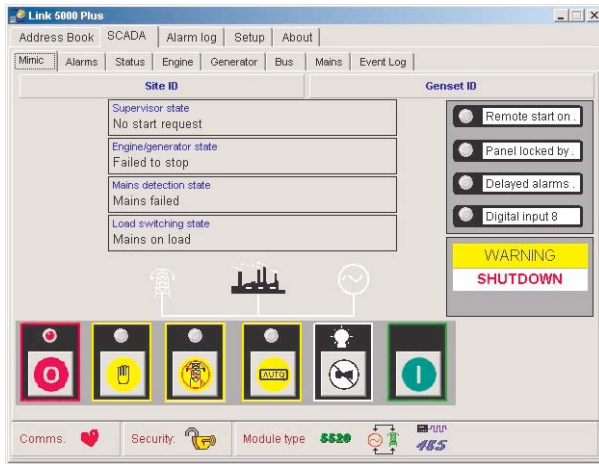 Link 5000 Plus
Address Book SCADA Alarm log Setup About
Mimic Alarms Status Engine Generator Bus Mains Event Log
Site ID Genset ID
Supervisor state
No start request
Engine/generator state
Failed to stop
Mains detection state
Mains failed
Load switching state
Mains on load
Remote start on .
Panel locked by .
Delayed alarms .
Digital input 8
WARNING
SHUTDOWN
AUTO
Comms. Security: Module type 5520 485